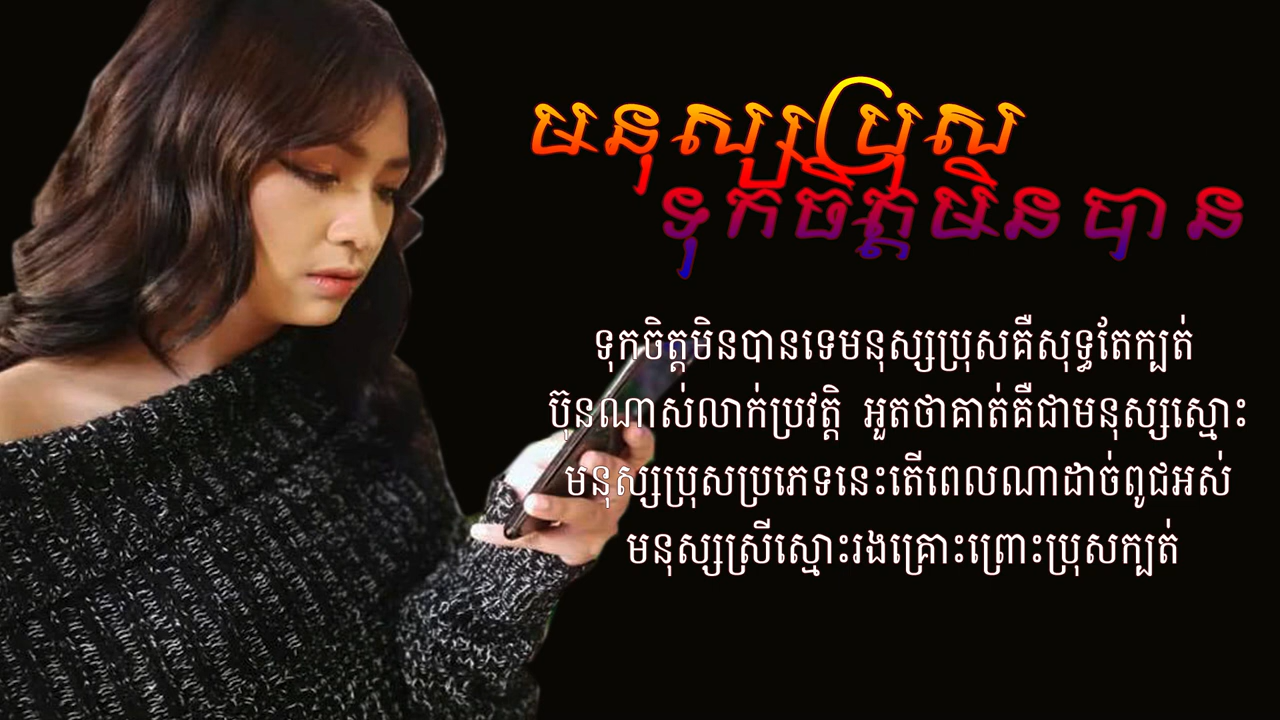 មនុស្សប្រុស
ទុកចិត្តមិនបាន
ទុកចិត្តមិនបានទេមនុស្សប្រុសគឺសុទ្ធតែក្បត់
ប៊ុនណាស់លាក់ប្រវត្តិ អួតថាគាត់គឺជាមនុស្សស្មោះ
មនុស្សប្រុសប្រភេទនេះតើពេលណាដាច់ពូជអស់
មនុស្សស្រីស្មោះរងគ្រោះព្រោះប្រុសក្បត់